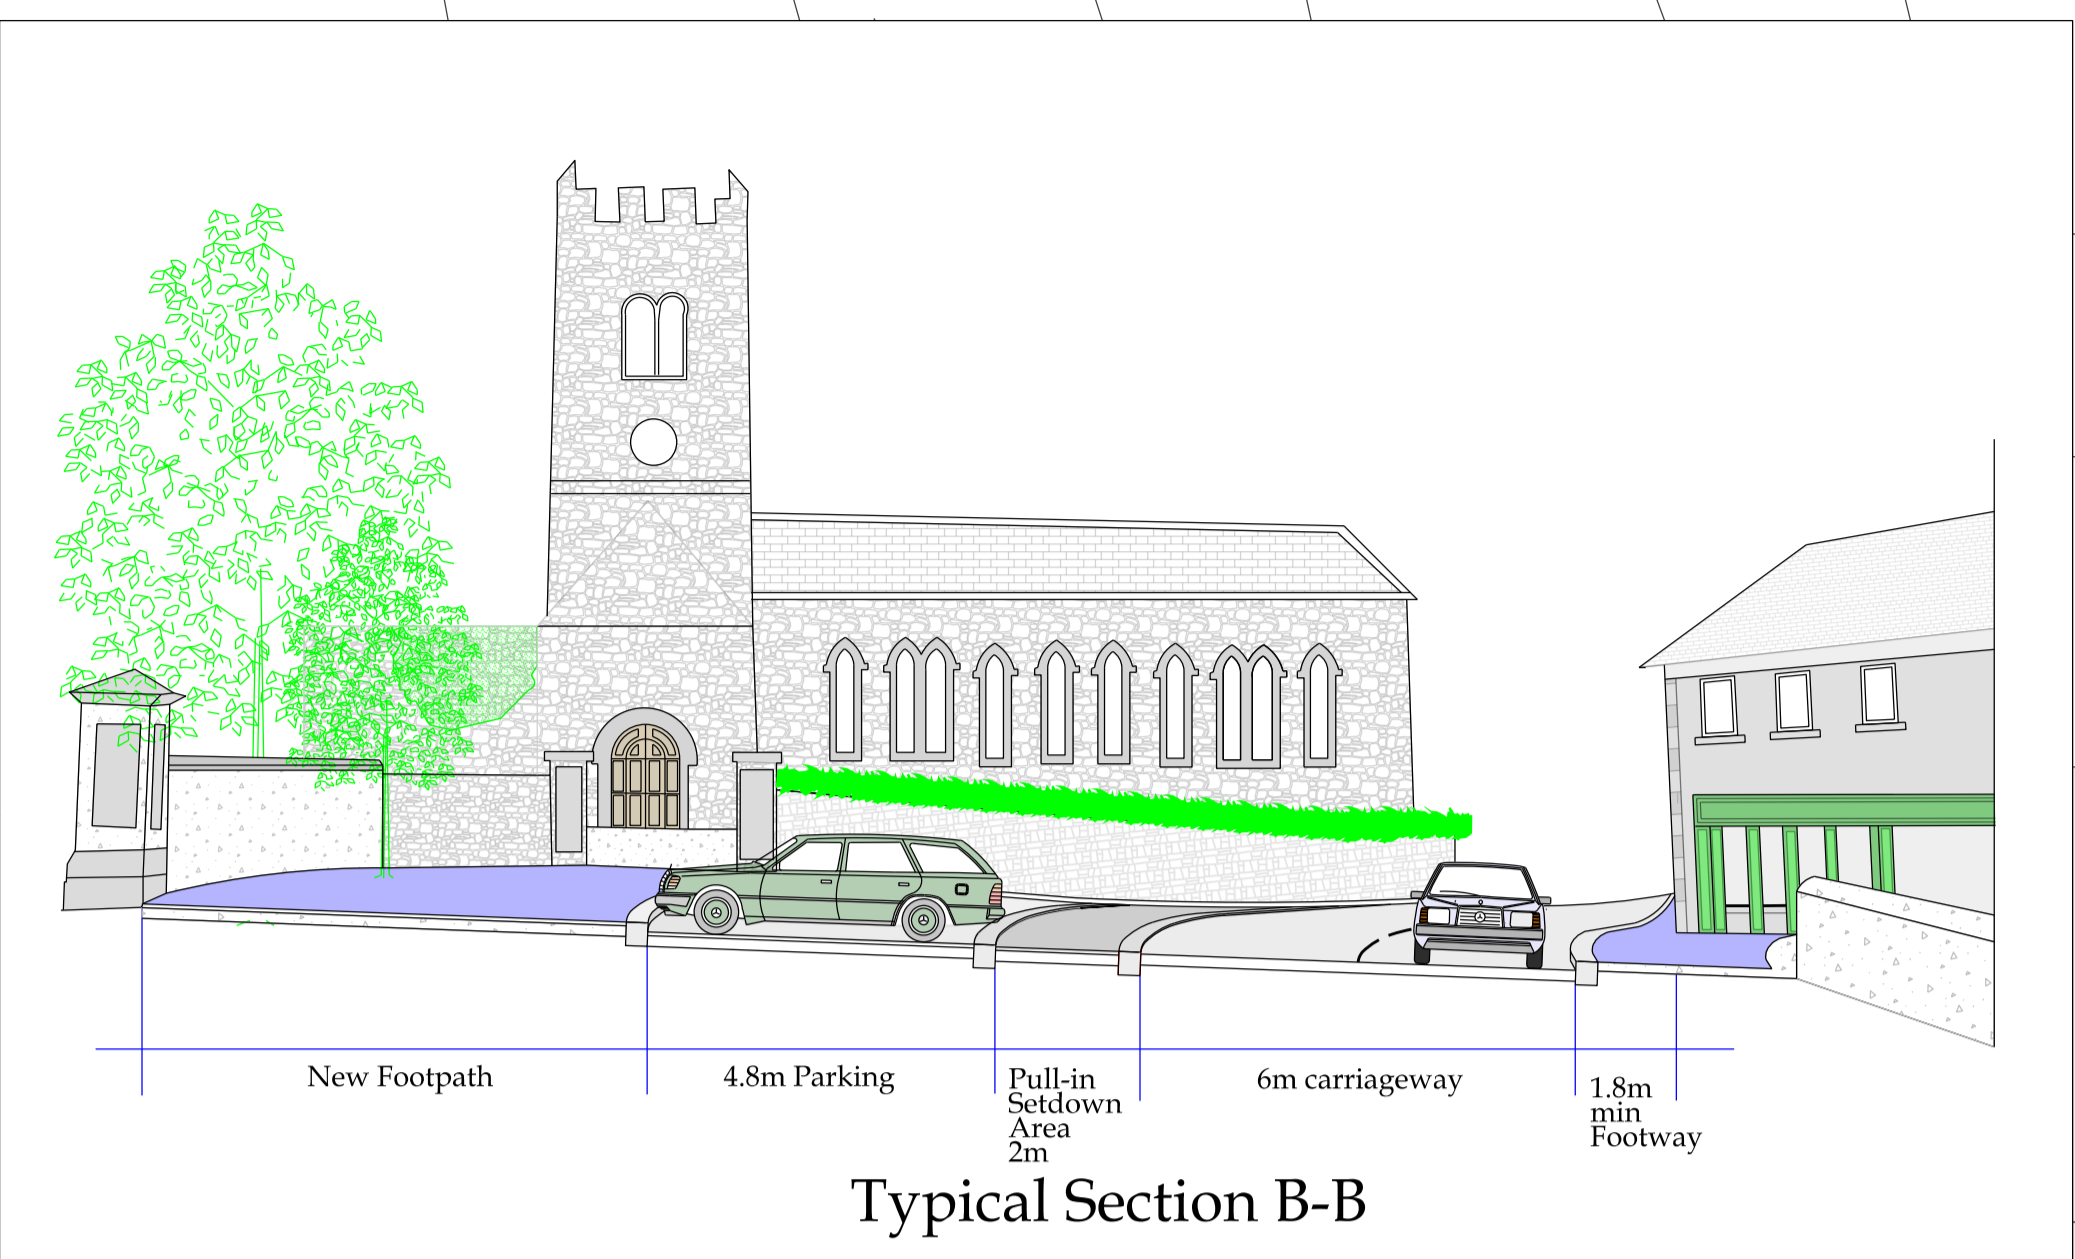 New Footpath
4.8m Parking
Pull-in
Setdown
Area
2m
6m carriageway
1.8m
min
Footway
Typical Section B-B